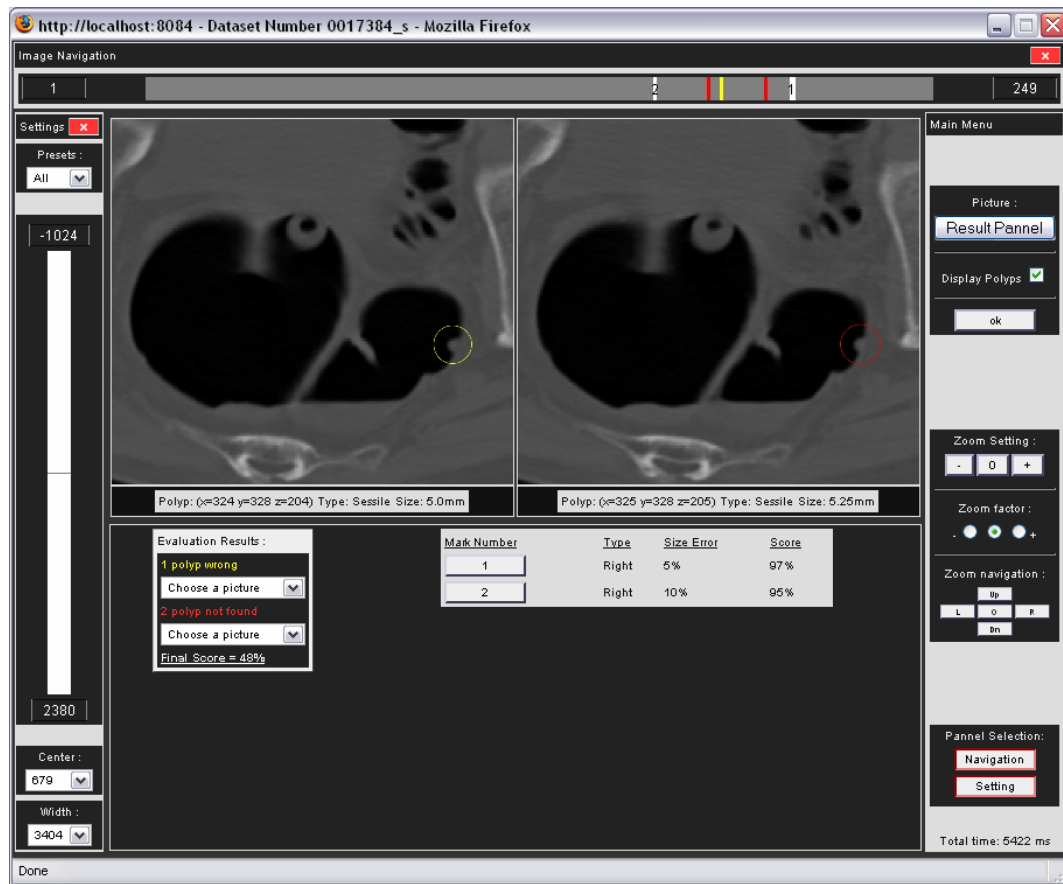 http://localhost:8084 - Dataset Number 0017384_s - Mozilla Firefox
Image Navigation
1
2
1
249
Settings
Presets :
All
-1024
2380
Center :
679
Width :
3404
Polyp: (x=324 y=328 z=204) Type: Sessile Size: 5.0mm
Polyp: (x=325 y=328 z=205) Type: Sessile Size: 5.25mm
Evaluation Results :
1 polyp wrong
Choose a picture
2 polyp not found
Choose a picture
Final Score = 48%
Mark Number Type Size Error Score
1 Right 5% 97%
2 Right 10% 95%
Main Menu
Picture :
Result Pannel
Display Polyps
ok
Zoom Setting :
- 0 +
Zoom factor :
- +
Zoom navigation :
Up
L 0 R
Dn
Pannel Selection:
Navigation
Setting
Total time: 5422 ms
Done